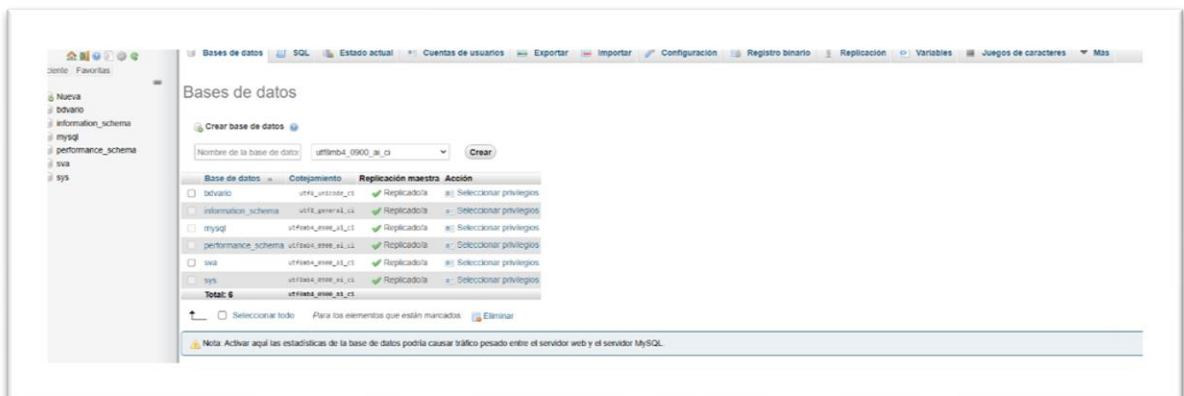 Bases de datos SQL Estado actual Cuentas de usuarios Exportar Importar Configuración Registro binario Replicación Variables Juegos de caracteres Más
ciente Favoritas
Nueva
bdvario
information_schema
mysql
performance_schema
sva
sys
Bases de datos
Crear base de datos
Nombre de la base de datos utf8mb4_0900_ai_ci Crear
Base de datos Cotejamiento Replicación maestra Acción
bdvario utf8_unicode_ci Replicado/a Seleccionar privilegios
information_schema utf8_general_ci Replicado/a Seleccionar privilegios
mysql utf8mb4_0900_ai_ci Replicado/a Seleccionar privilegios
performance_schema utf8mb4_0900_ai_ci Replicado/a Seleccionar privilegios
sva utf8mb4_0900_ai_ci Replicado/a Seleccionar privilegios
sys utf8mb4_0900_ai_ci Replicado/a Seleccionar privilegios
Total: 6 utf8mb4_0900_ai_ci
Seleccionar todo Para los elementos que están marcados: Eliminar
Nota: Activar aquí las estadísticas de la base de datos podría causar tráfico pesado entre el servidor web y el servidor MySQL.